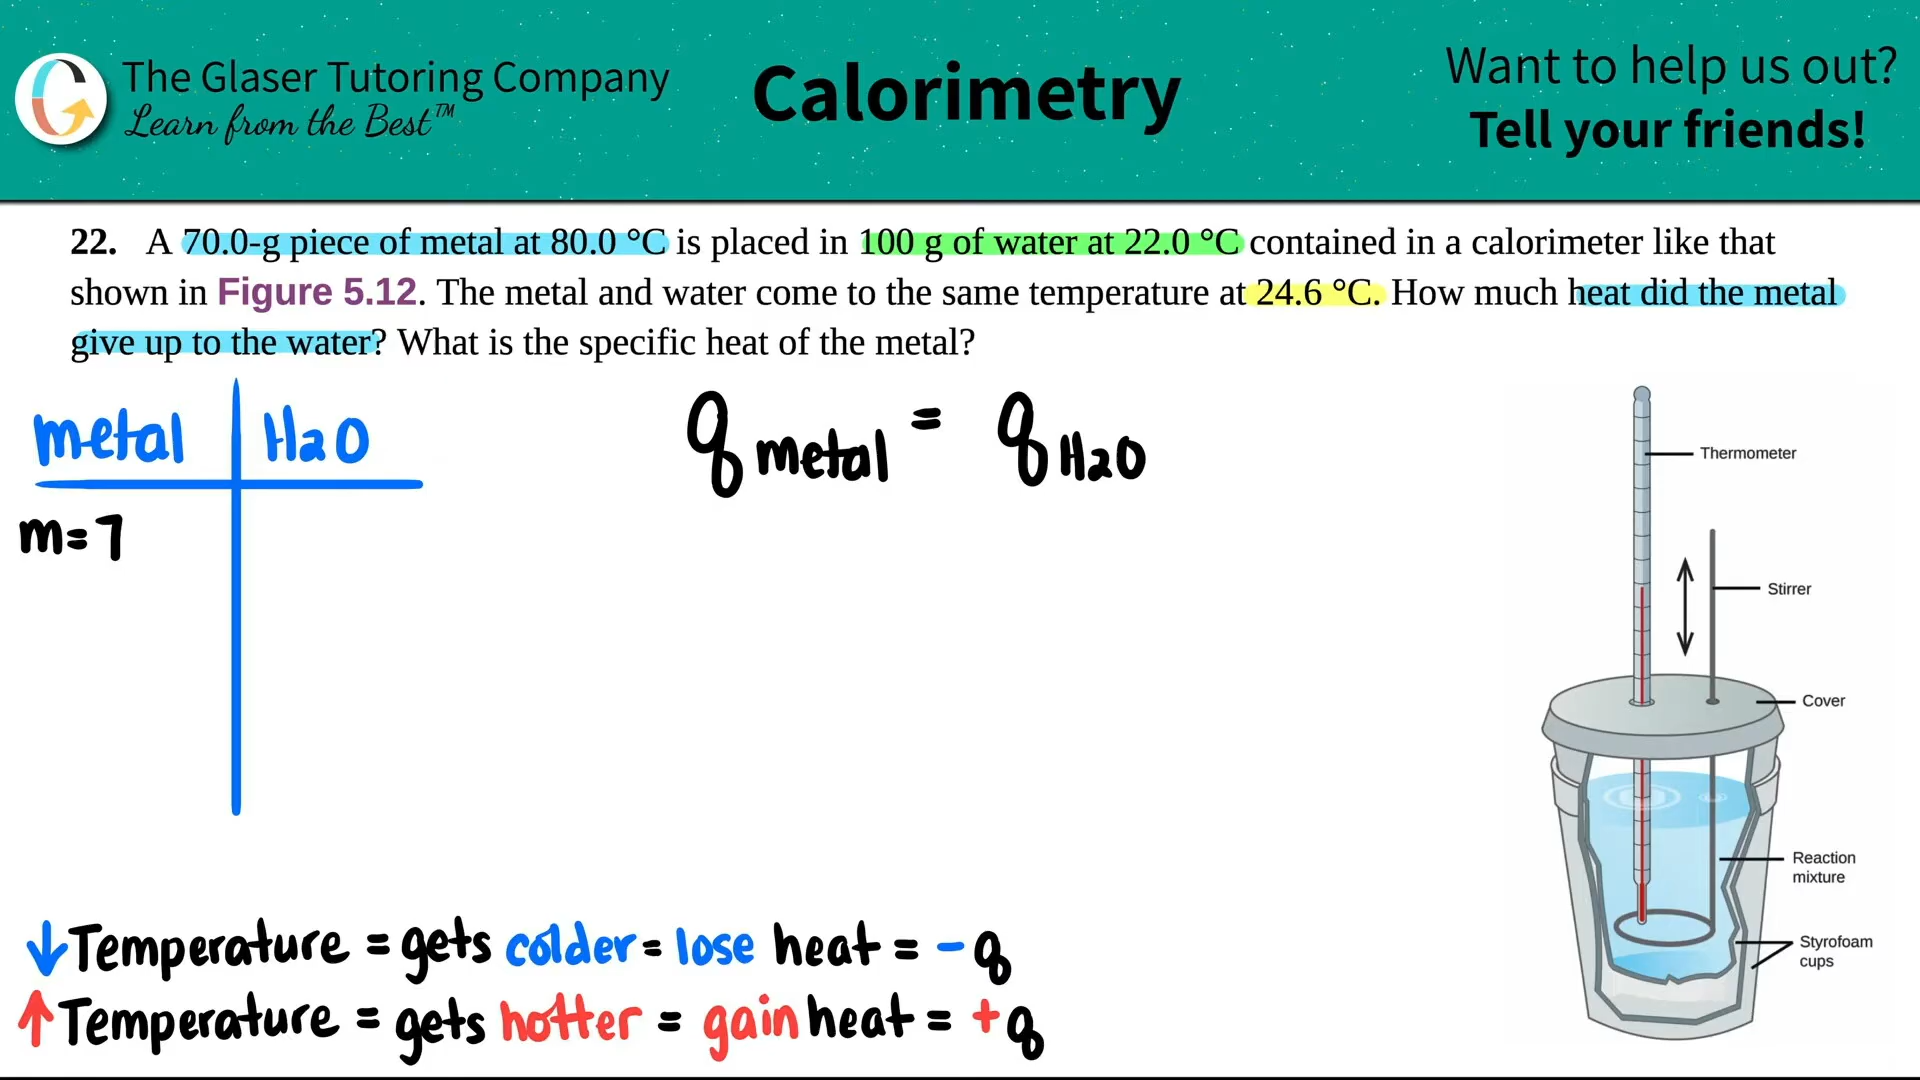 The Glaser Tutoring Company
Learn from the Best™
Calorimetry
Want to help us out?
Tell your friends!
22. A 70.0-g piece of metal at 80.0 °C is placed in 100 g of water at 22.0 °C contained in a calorimeter like that
shown in Figure 5.12. The metal and water come to the same temperature at 24.6 °C. How much heat did the metal
give up to the water? What is the specific heat of the metal?
metal H₂O
m=7
q metal = q H₂O
Thermometer
Stirrer
Cover
Reaction
mixture
Styrofoam
cups
↓Temperature = gets colder = lose heat = -q
↑Temperature = gets hotter = gain heat = +q